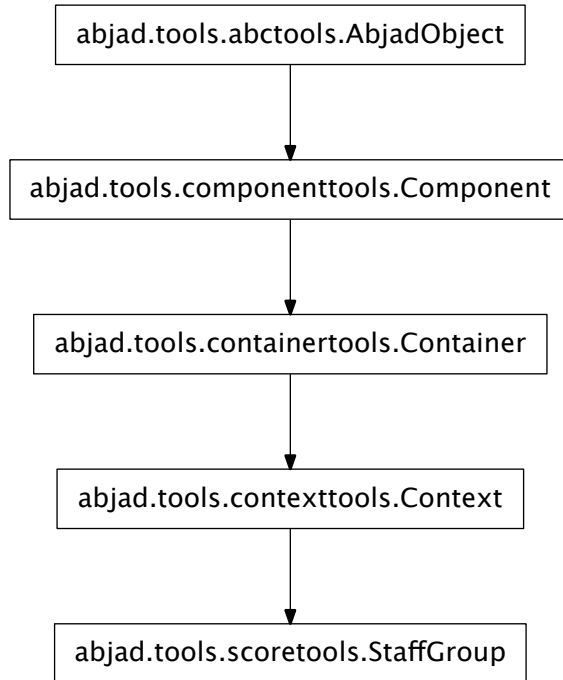 abjad.tools.abctools.AbjadObject
abjad.tools.componenttools.Component
abjad.tools.containertools.Container
abjad.tools.contexttools.Context
abjad.tools.scoretools.StaffGroup